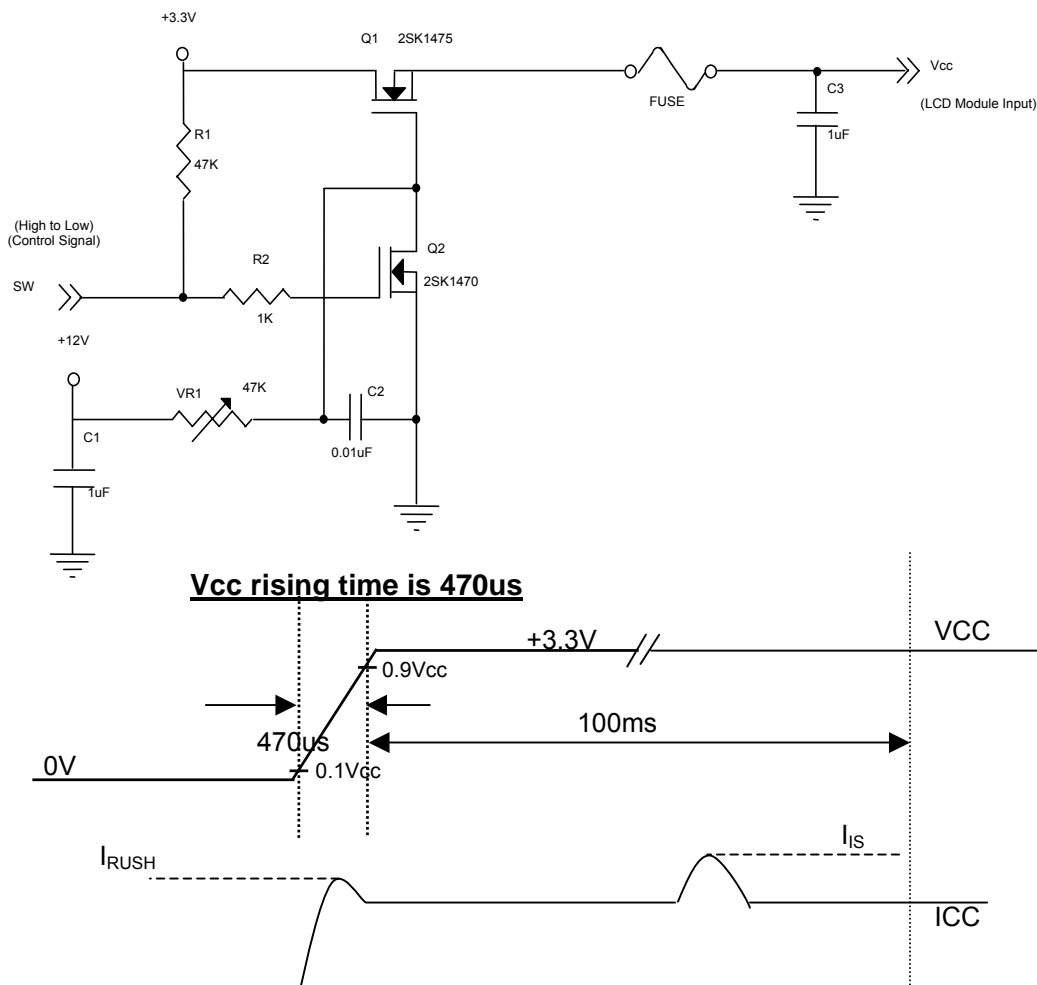 +3.3V
Q1 2SK1475
Vcc
FUSE
C3
(LCD Module Input)
R1
1uF
47K
(High to Low)
(Control Signal)
Q2
R2
SW
2SK1470
1K
+12V
VR1
47K
C2
C1
0.01uF
1uF
Vcc rising time is 470us
+3.3V
VCC
0.9Vcc
100ms
470us
0V
0.1Vcc
IIS
IRUSH
ICC